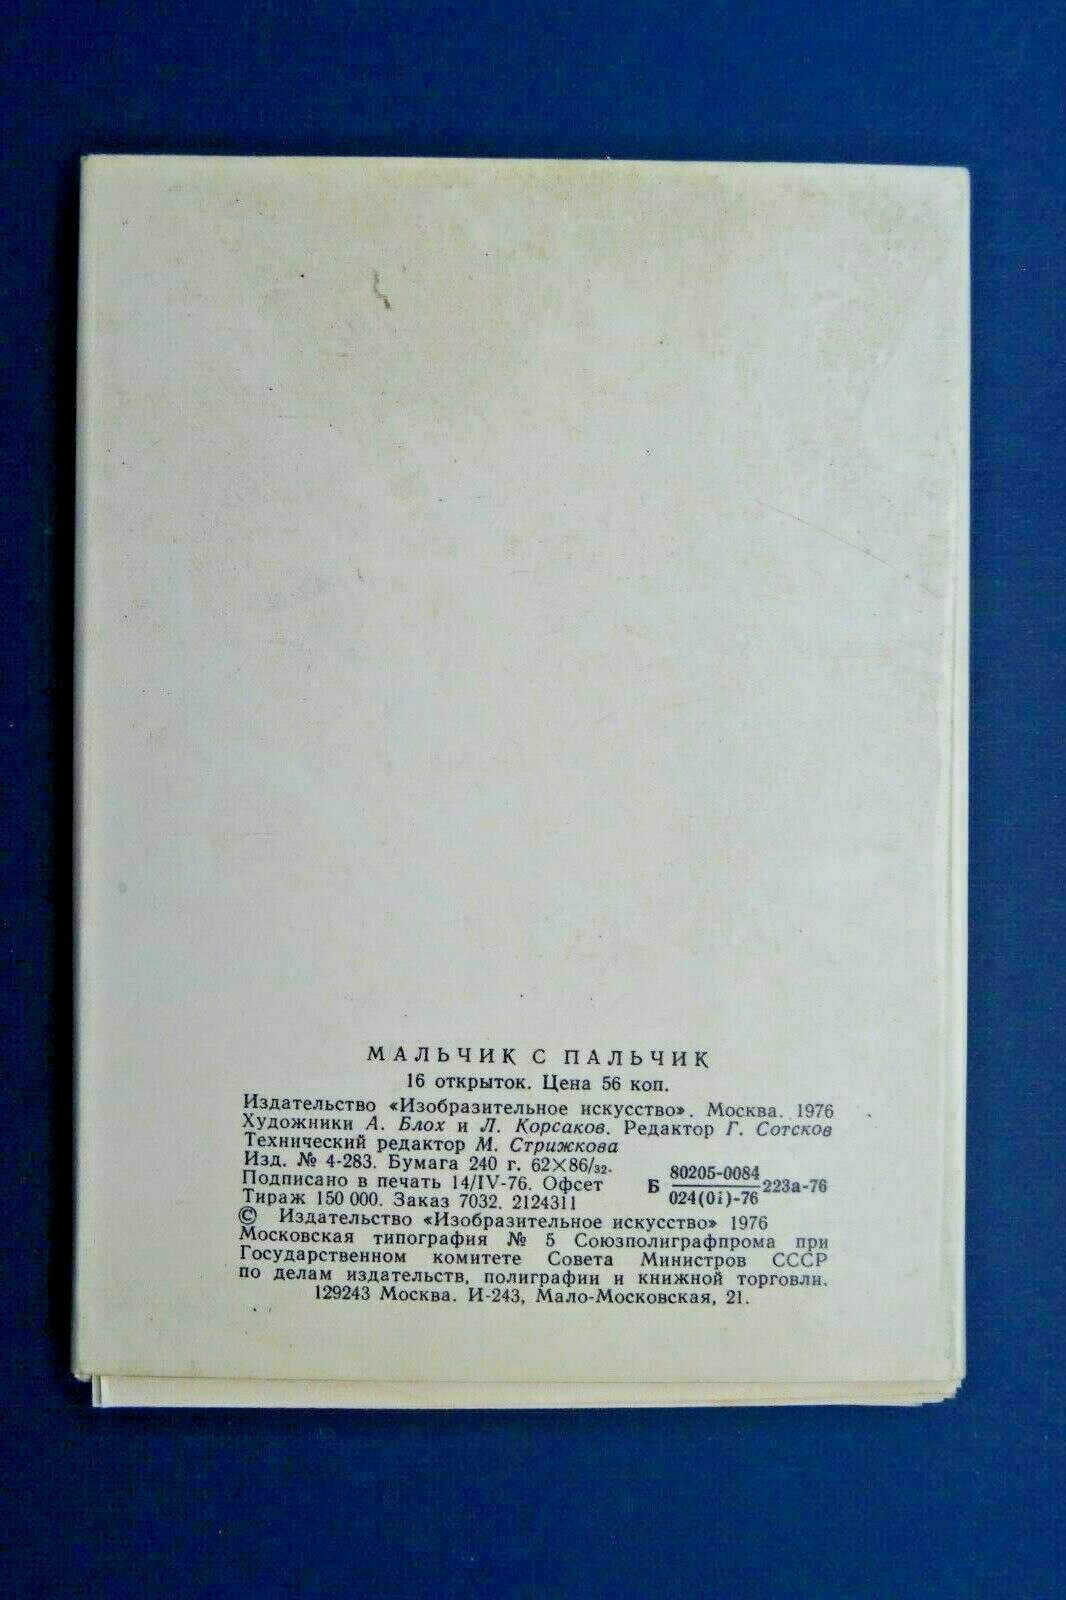 МАЛЬЧИК С ПАЛЬЧИК
16 открыток. Цена 56 коп.
Издательство «Изобразительное искусство». Москва. 1976
Художники А. Блох и Л. Корсаков. Редактор Г. Сотсков
Технический редактор М. Стрижкова
Изд. № 4-283. Бумага 240 г. 62×86/32.
Подписано в печать 14/IV-76. Офсет
Тираж 150 000. Заказ 7032. 2124311
Б 80205-0084/024(01)-76 223а-76
© Издательство «Изобразительное искусство» 1976
Московская типография № 5 Союзполиграфпрома при
Государственном комитете Совета Министров СССР
по делам издательств, полиграфии и книжной торговли.
129243 Москва. И-243, Мало-Московская, 21.